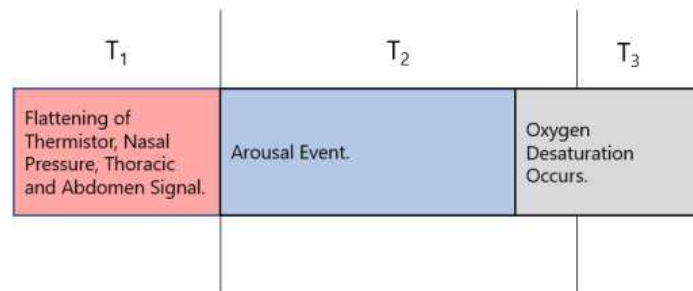 T₁
T₂
T₃
Flattening of
Thermistor, Nasal
Pressure, Thoracic
and Abdomen Signal.
Arousal Event.
Oxygen
Desaturation
Occurs.